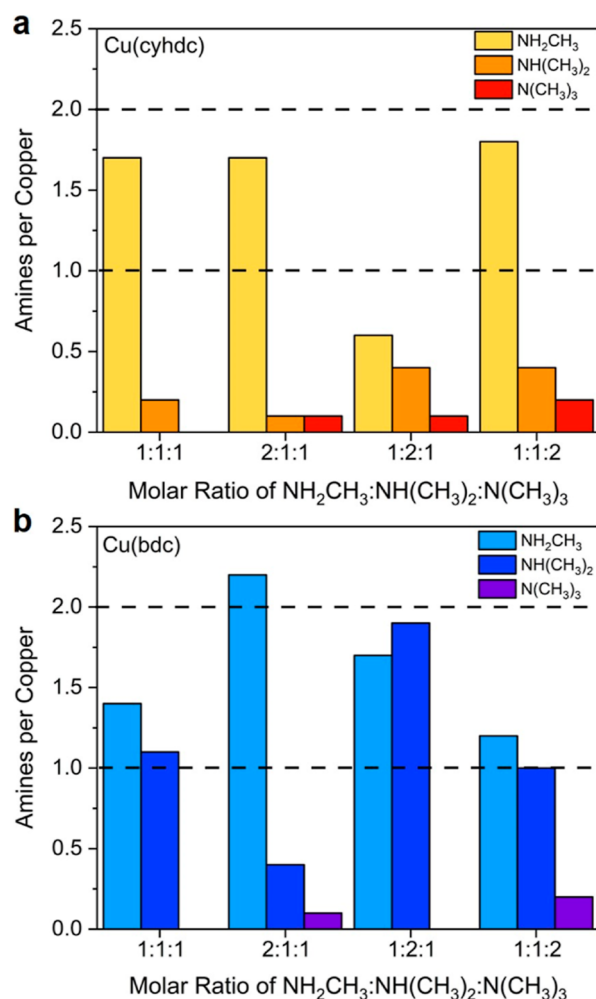 a
Cu(cyhdc)
NH₂CH₃
NH(CH₃)₂
N(CH₃)₃
2.5
2.0
1.5
1.0
0.5
0.0
Amines per Copper
1:1:1 2:1:1 1:2:1 1:1:2
Molar Ratio of NH₂CH₃:NH(CH₃)₂:N(CH₃)₃
b
Cu(bdc)
NH₂CH₃
NH(CH₃)₂
N(CH₃)₃
2.5
2.0
1.5
1.0
0.5
0.0
Amines per Copper
1:1:1 2:1:1 1:2:1 1:1:2
Molar Ratio of NH₂CH₃:NH(CH₃)₂:N(CH₃)₃